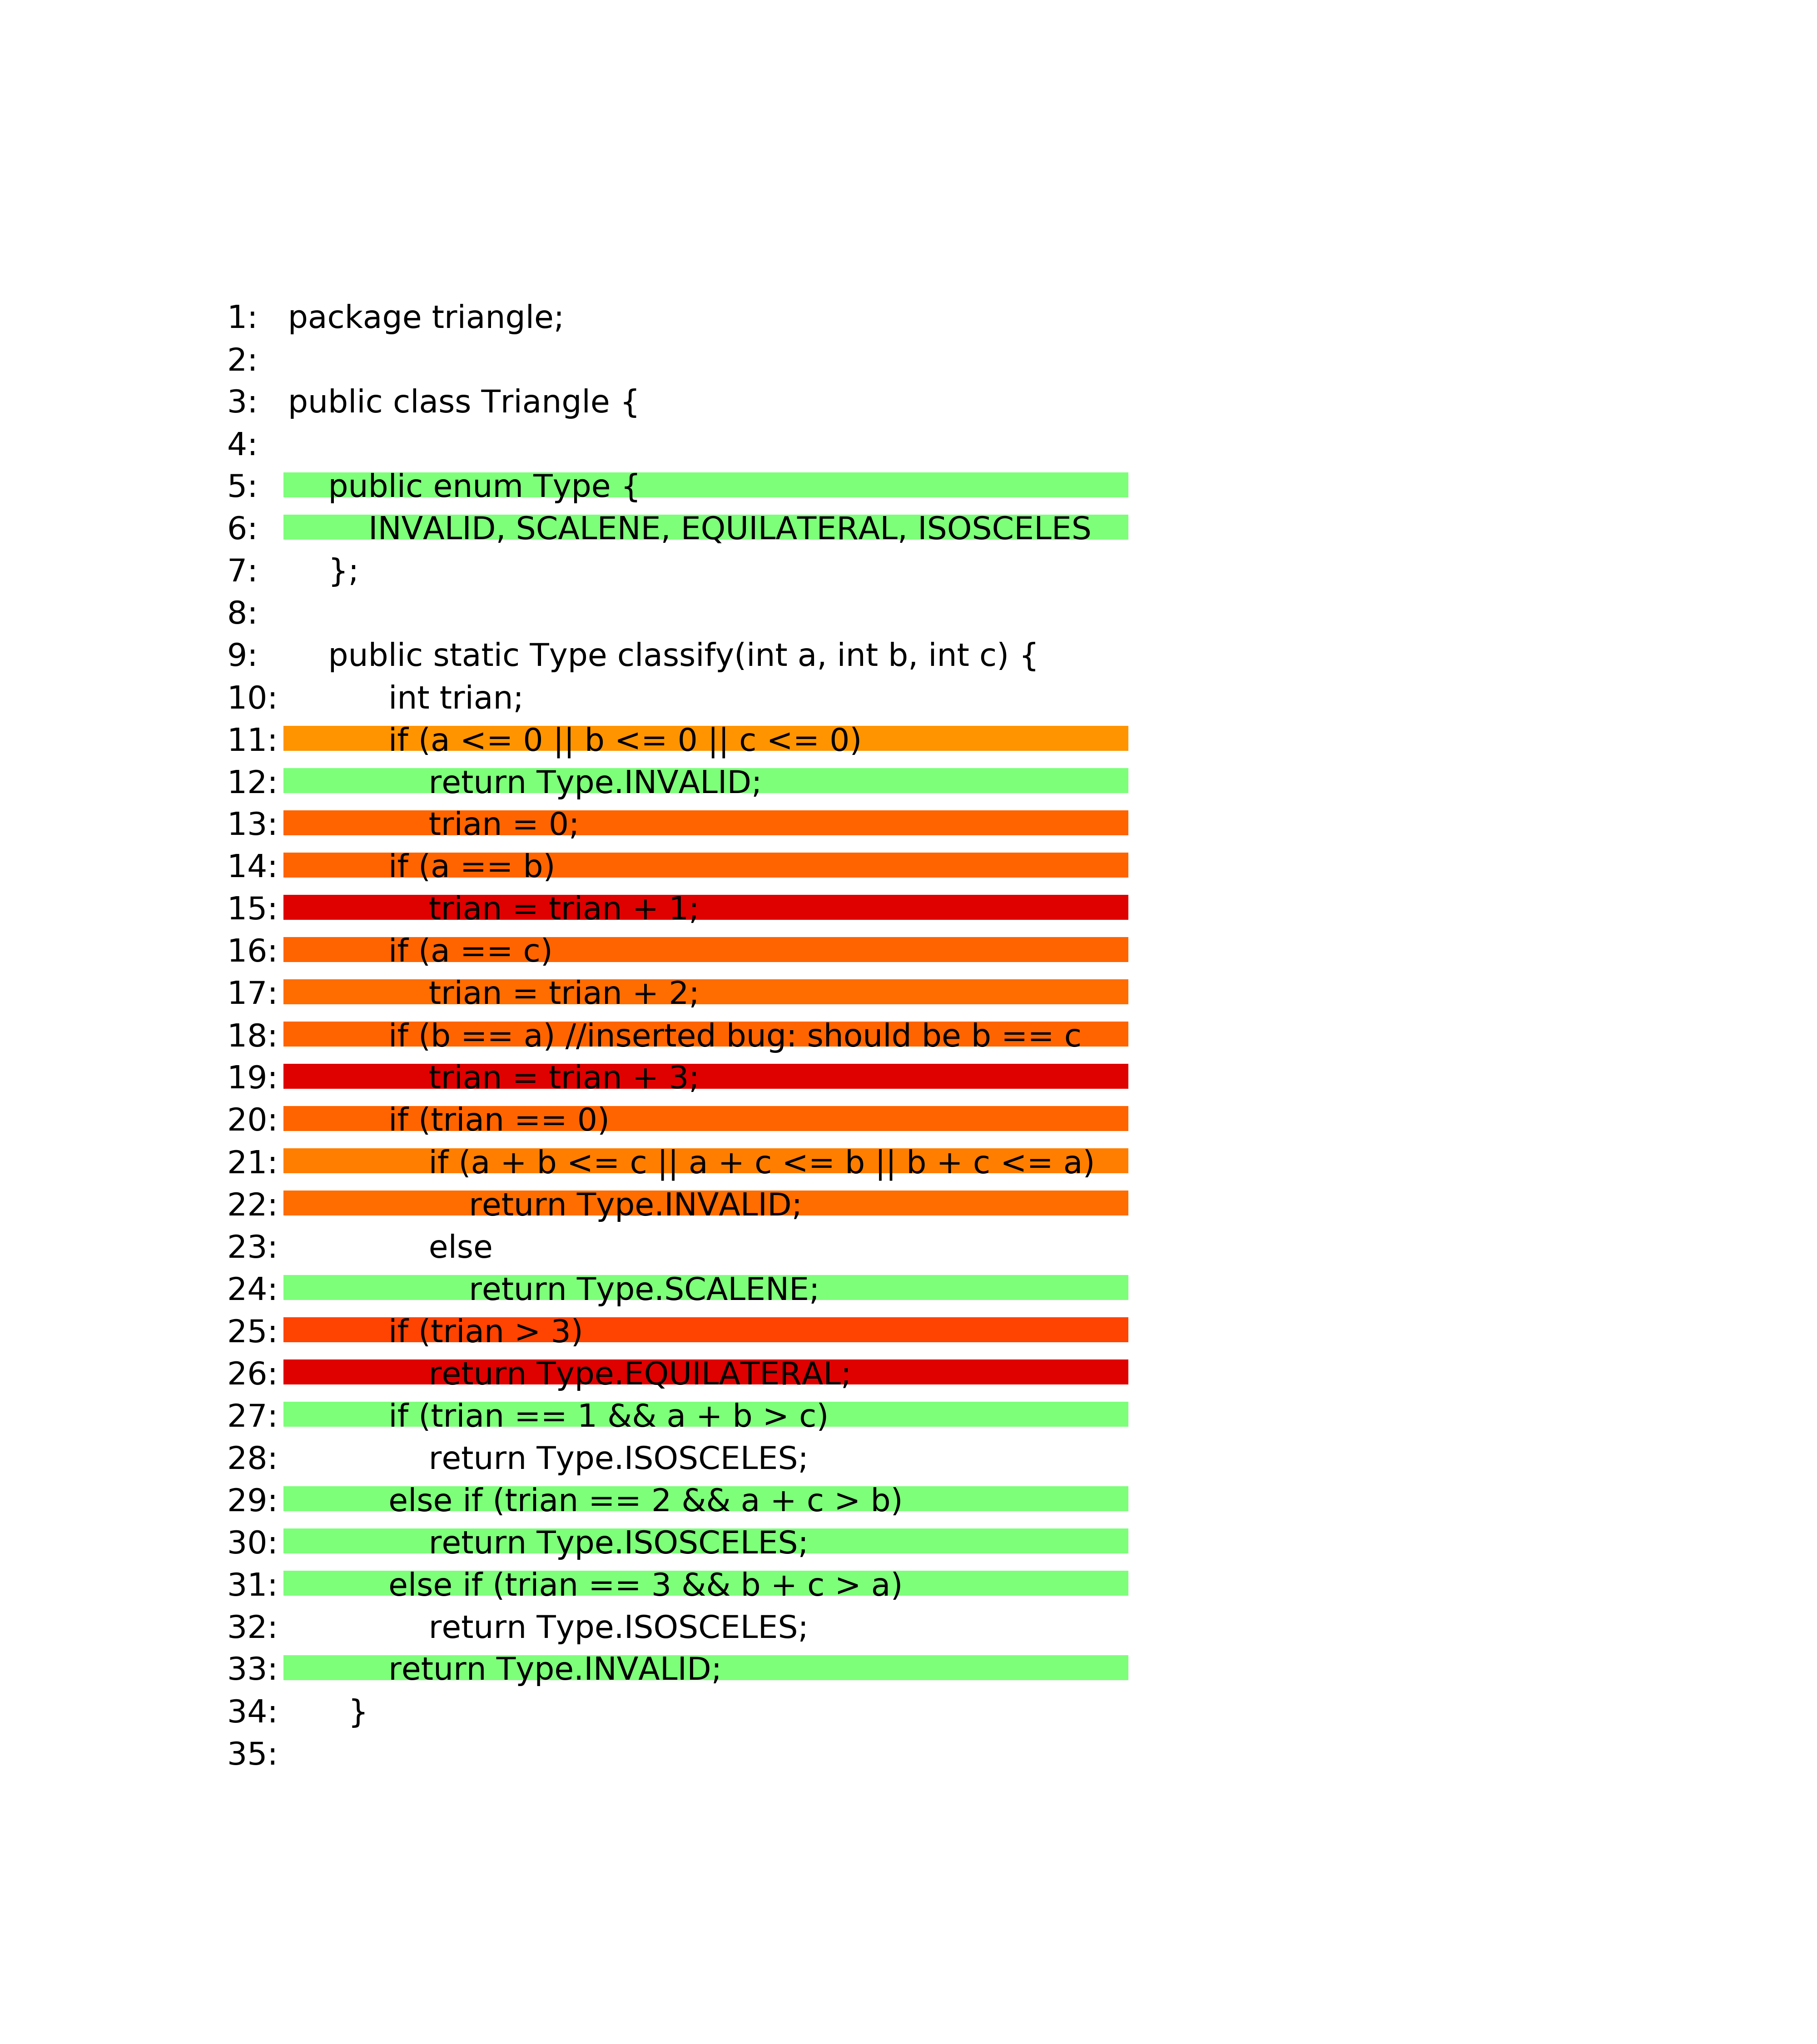 1: package triangle;
2:
3: public class Triangle {
4:
5: public enum Type {
6: INVALID, SCALENE, EQUILATERAL, ISOSCELES
7: };
8:
9: public static Type classify(int a, int b, int c) {
10: int trian;
11: if (a <= 0 || b <= 0 || c <= 0)
12: return Type.INVALID;
13: trian = 0;
14: if (a == b)
15: trian = trian + 1;
16: if (a == c)
17: trian = trian + 2;
18: if (b == a) //inserted bug: should be b == c
19: trian = trian + 3;
20: if (trian == 0)
21: if (a + b <= c || a + c <= b || b + c <= a)
22: return Type.INVALID;
23: else
24: return Type.SCALENE;
25: if (trian > 3)
26: return Type.EQUILATERAL;
27: if (trian == 1 && a + b > c)
28: return Type.ISOSCELES;
29: else if (trian == 2 && a + c > b)
30: return Type.ISOSCELES;
31: else if (trian == 3 && b + c > a)
32: return Type.ISOSCELES;
33: return Type.INVALID;
34: }
35: